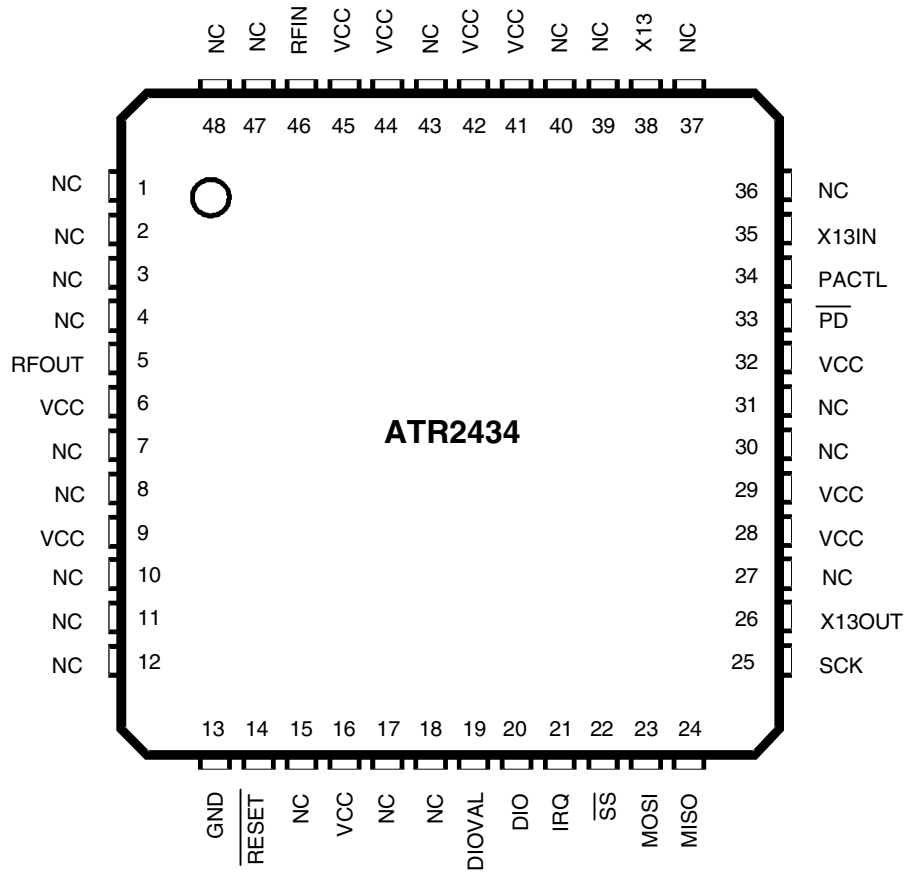 NC NC RFIN VCC VCC NC VCC VCC NC NC X13 NC
48 47 46 45 44 43 42 41 40 39 38 37
NC 1 36 NC
NC 2 35 X13IN
NC 3 34 PACTL
NC 4 33 PD
RFOUT 5 32 VCC
VCC 6 31 NC
ATR2434
NC 7 30 NC
NC 8 29 VCC
VCC 9 28 VCC
NC 10 27 NC
NC 11 26 X13OUT
NC 12 25 SCK
13 14 15 16 17 18 19 20 21 22 23 24
GND RESET NC VCC NC NC DIOVAL DIO IRQ SS MOSI MISO